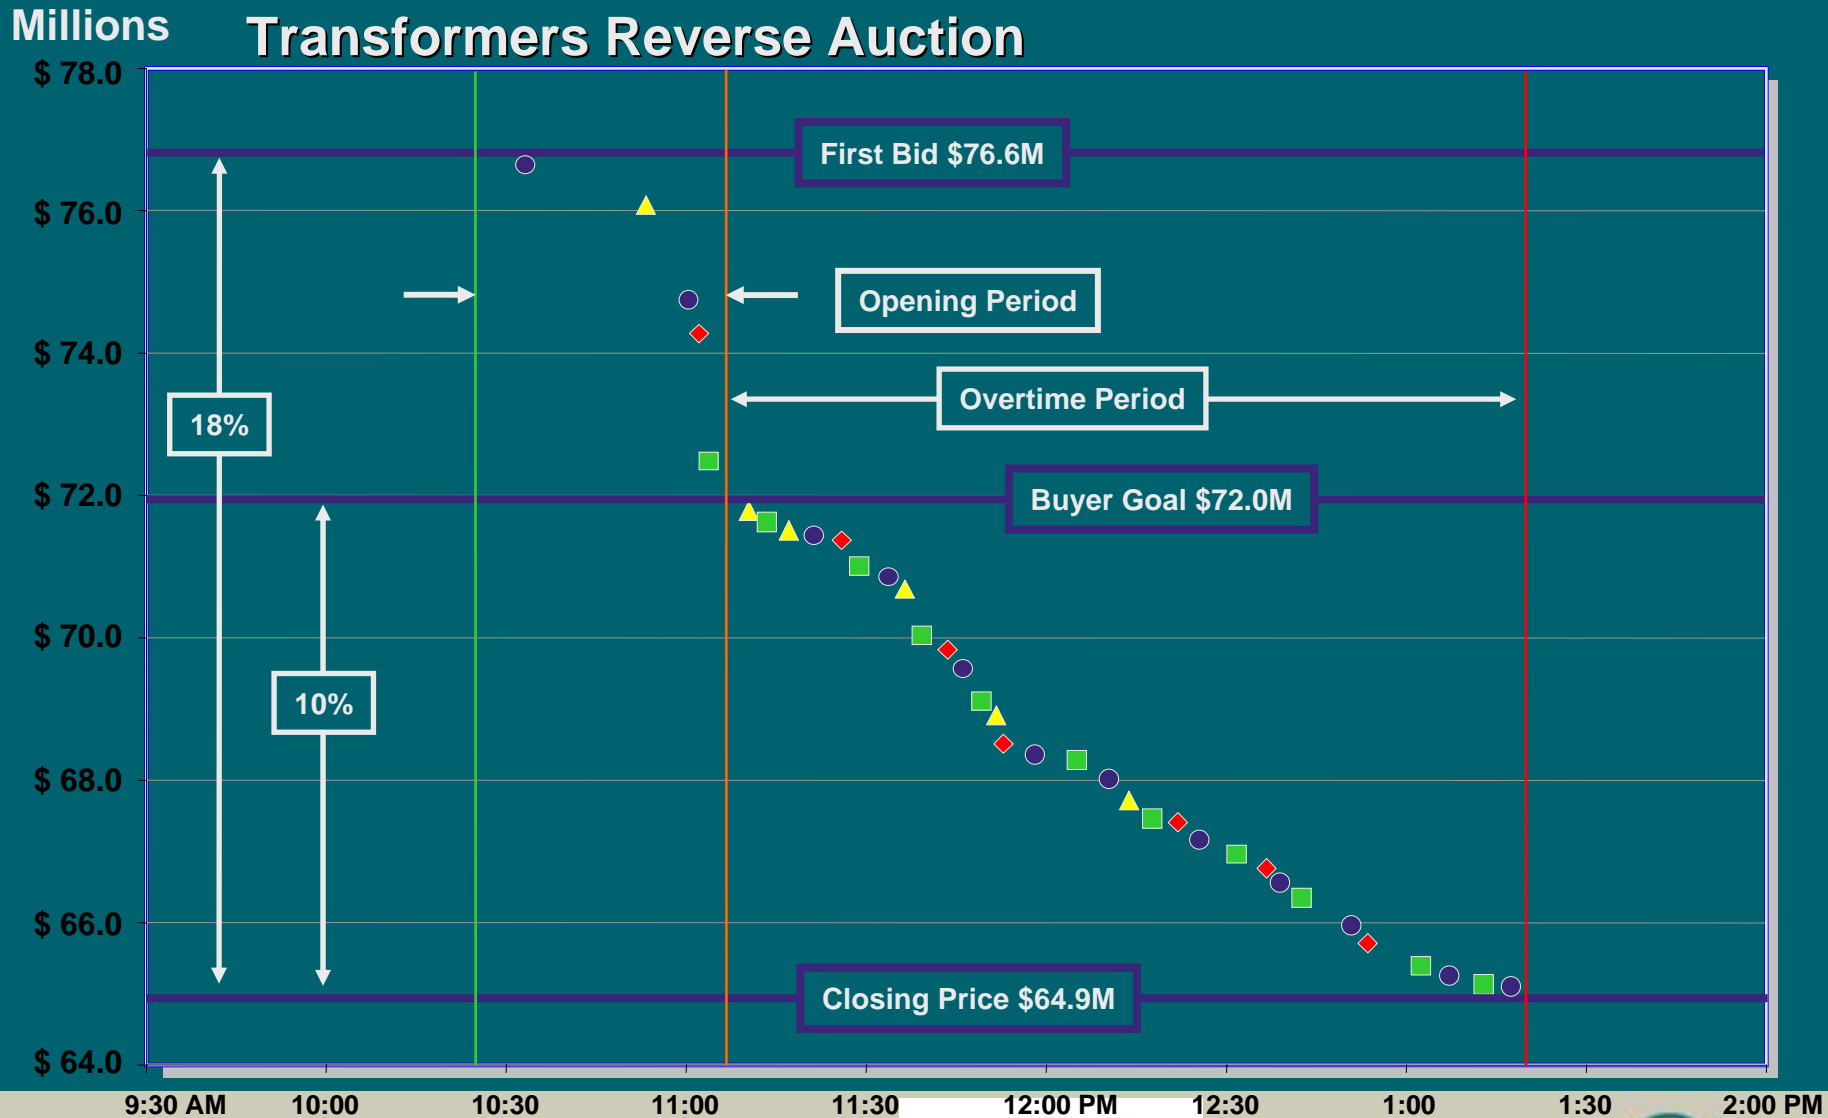 Millions
Transformers Reverse Auction
$ 78.0
First Bid $76.6M
$ 76.0
Opening Period
$ 74.0
Overtime Period
18%
$ 72.0
Buyer Goal $72.0M
$ 70.0
10%
$ 68.0
$ 66.0
Closing Price $64.9M
$ 64.0
9:30 AM 10:00 10:30 11:00 11:30 12:00 PM 12:30 1:00 1:30 2:00 PM